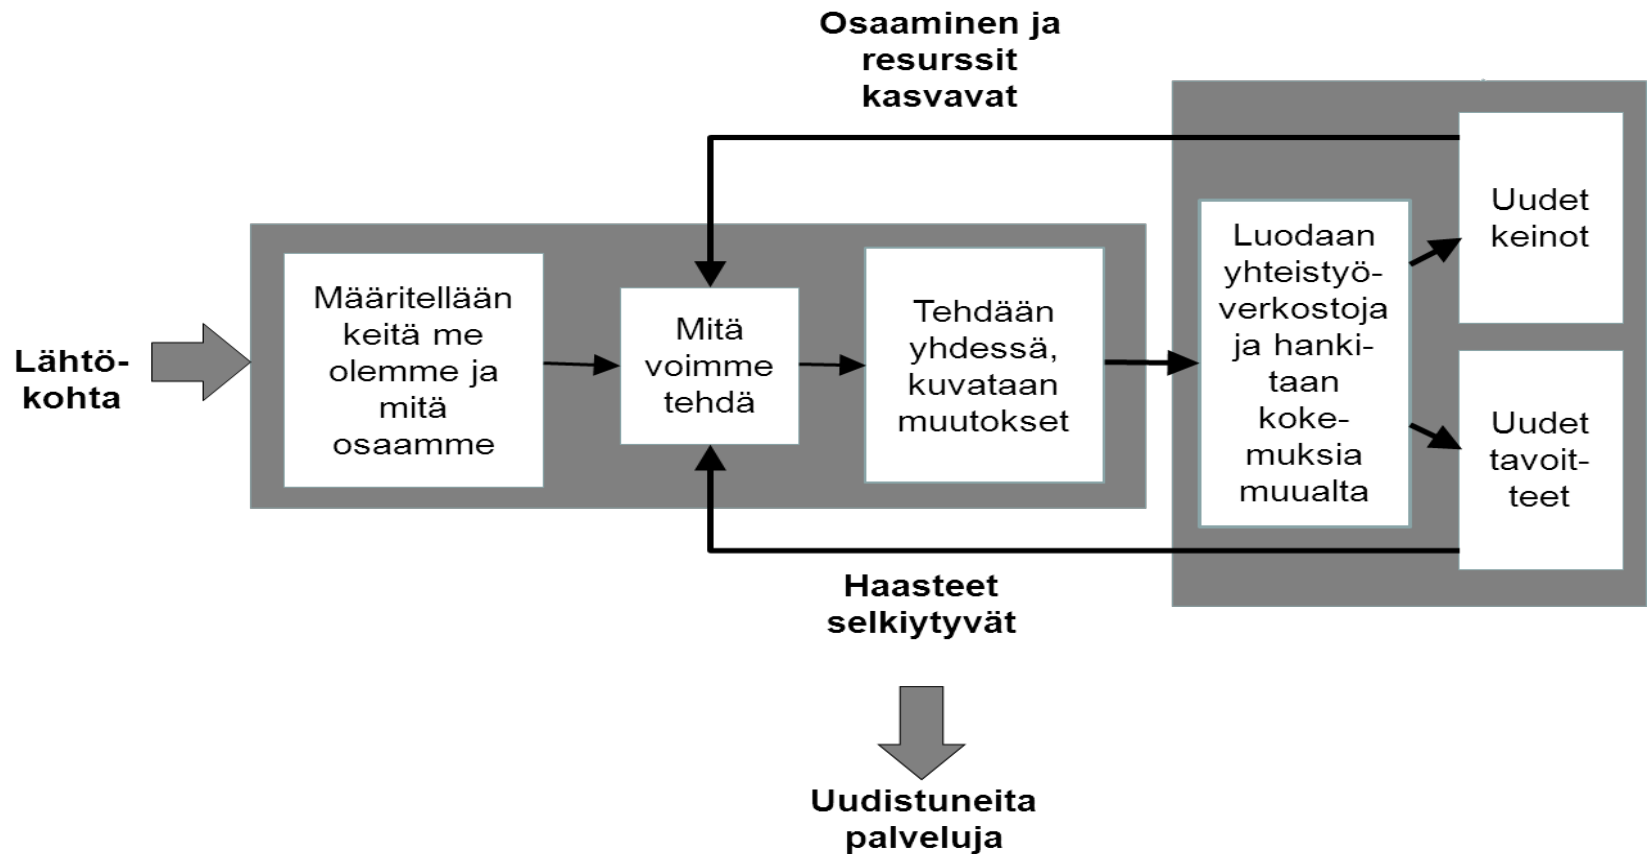 Osaaminen ja
resurssit
kasvavat
Lähtö-
kohta
Määritellään
keitä me
olemme ja
mitä
osaamme
Mitä
voimme
tehdä
Tehdään
yhdessä,
kuvataan
muutokset
Luodaan
yhteistyö-
verkostoja
ja hanki-
taan
koke-
muksia
muualta
Uudet
keinot
Uudet
tavoit-
teet
Haasteet
selkiytyvät
Uudistuneita
palveluja